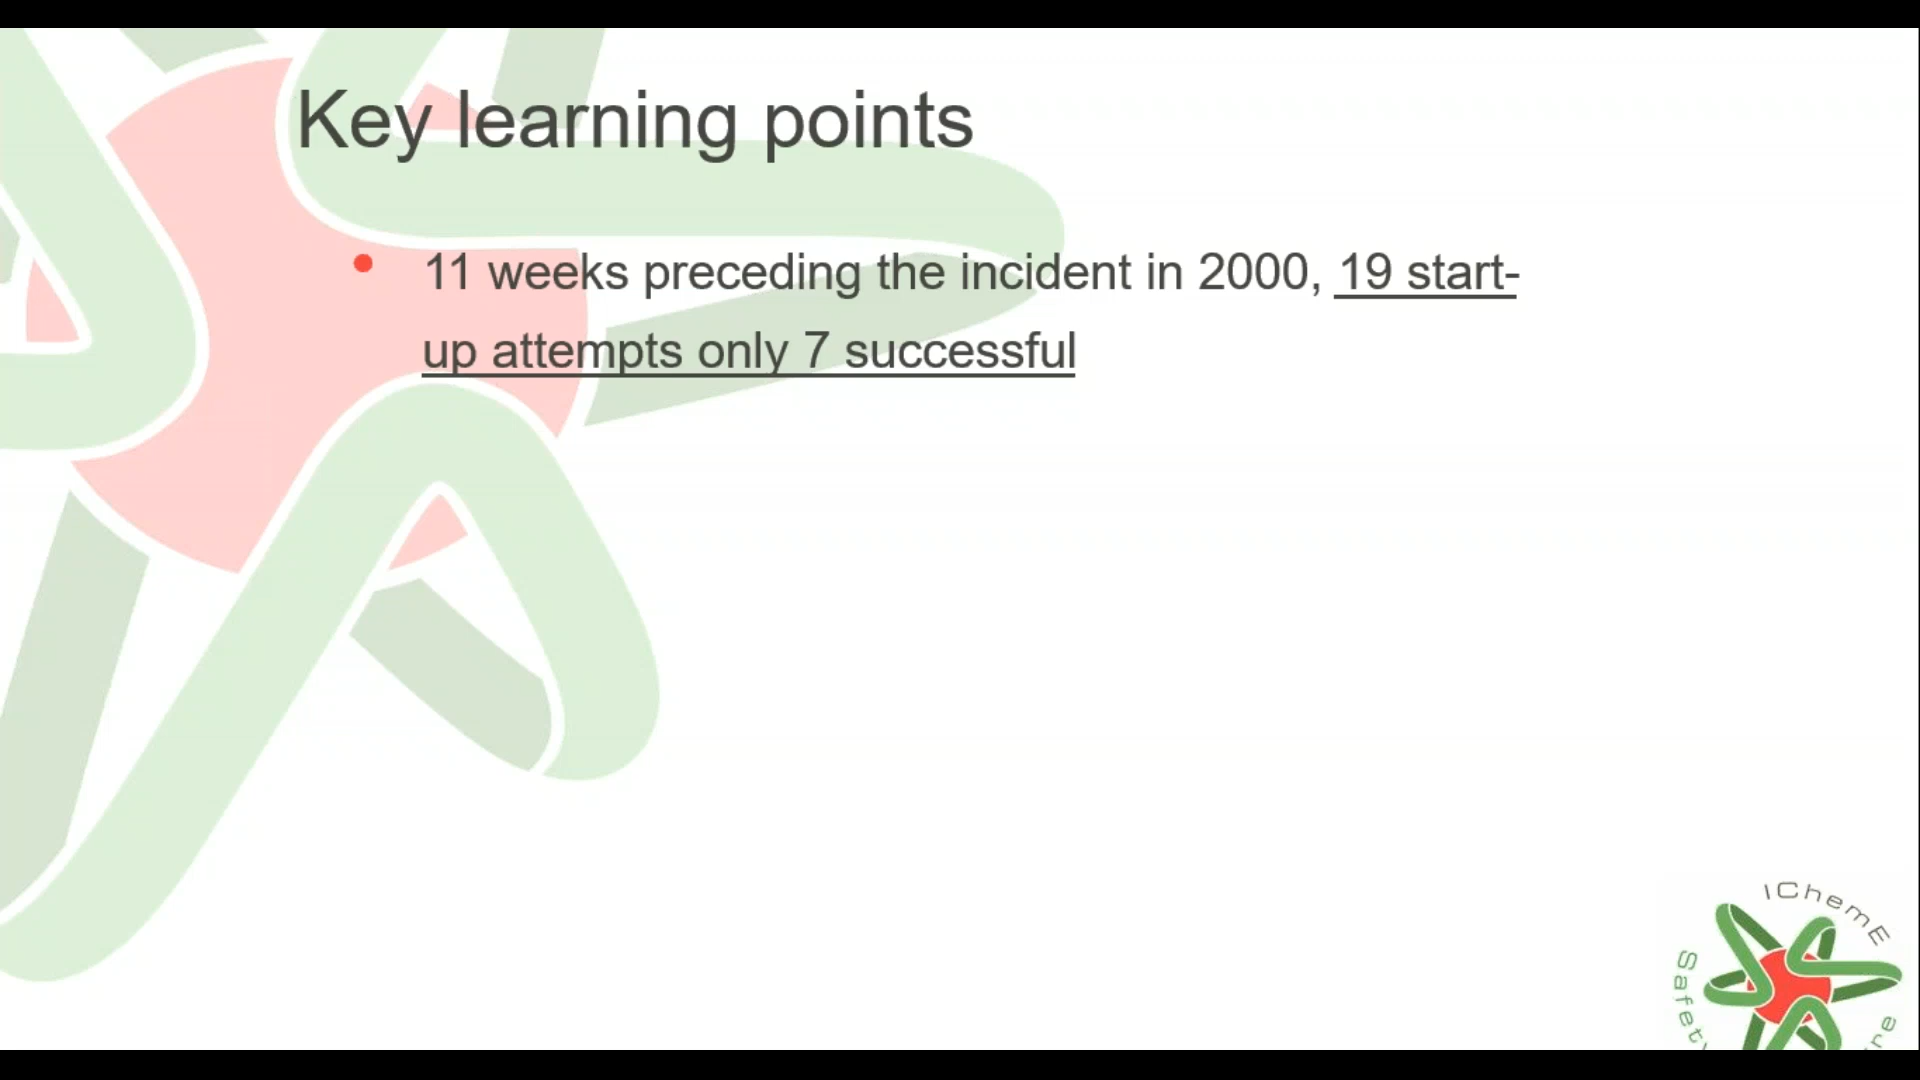 Key learning points
• 11 weeks preceding the incident in 2000, 19 start-
up attempts only 7 successful
IChemE
Safety